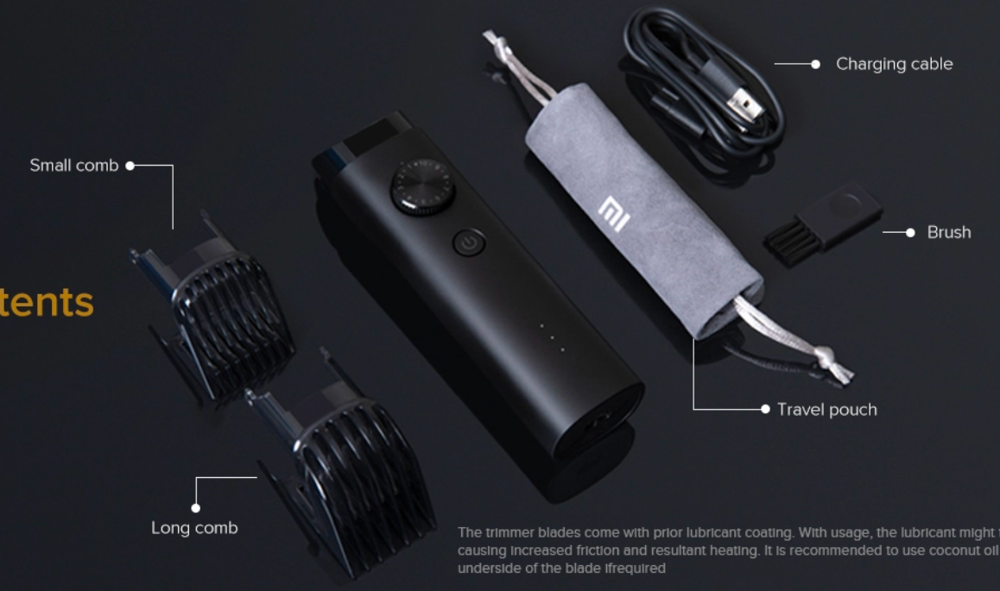 Charging cable
Small comb
Brush
mi
tents
Travel pouch
Long comb
The trimmer blades come with prior lubricant coating. With usage, the lubricant might
causing increased friction and resultant heating. It is recommended to use coconut oil
underside of the blade ifrequired